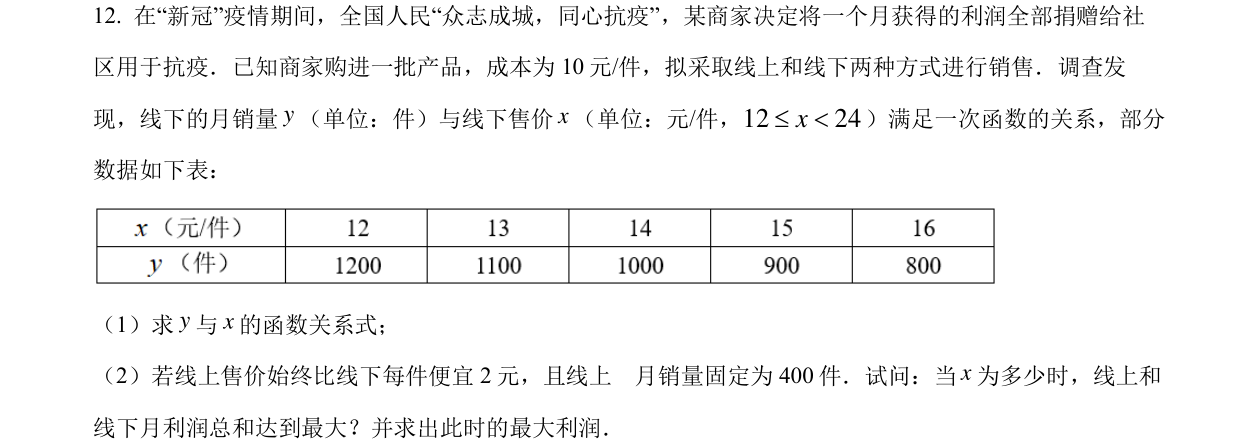 12. 在“新冠”疫情期间，全国人民“众志成城，同心抗疫”，某商家决定将一个月获得的利润全部捐赠给社
区用于抗疫．已知商家购进一批产品，成本为 10 元/件，拟采取线上和线下两种方式进行销售．调查发
现，线下的月销量 y （单位：件）与线下售价 x （单位：元/件，12 ≤ x < 24 ）满足一次函数的关系，部分
数据如下表：
x （元/件） 12 13 14 15 16
y （件） 1200 1100 1000 900 800
（1）求 y 与 x 的函数关系式；
（2）若线上售价始终比线下每件便宜 2 元，且线上 月销量固定为 400 件．试问：当 x 为多少时，线上和
线下月利润总和达到最大？并求出此时的最大利润．